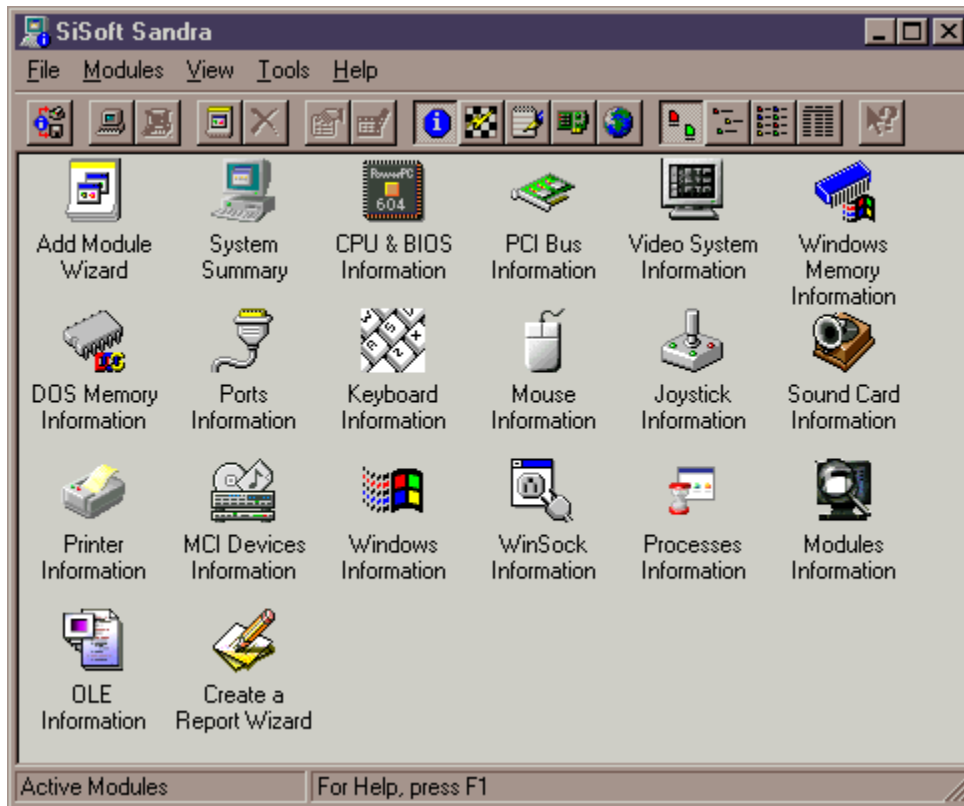 SiSoft Sandra
File Modules View Tools Help
PowerPC
604
Add Module
Wizard
System
Summary
CPU & BIOS
Information
PCI Bus
Information
Video System
Information
Windows
Memory
Information
DOS Memory
Information
Ports
Information
Keyboard
Information
Mouse
Information
Joystick
Information
Sound Card
Information
Printer
Information
MCI Devices
Information
Windows
Information
WinSock
Information
Processes
Information
Modules
Information
OLE
Information
Create a
Report Wizard
Active Modules
For Help, press F1